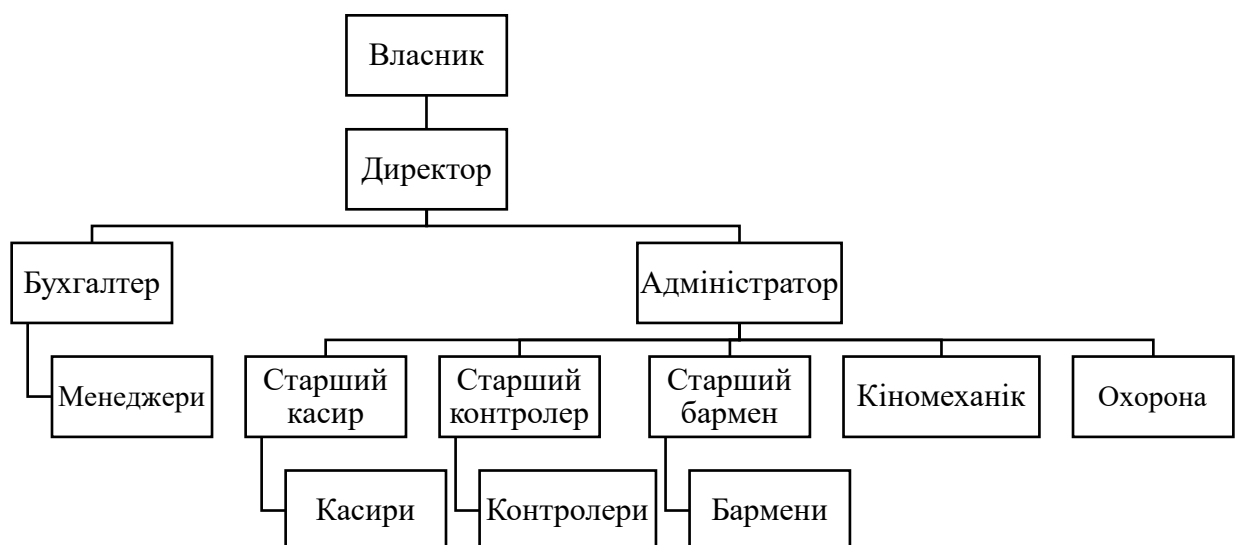 Власник
Директор
Бухгалтер
Адміністратор
Менеджери
Старший
касир
Старший
контролер
Старший
бармен
Кіномеханік
Охорона
Касири
Контролери
Бармени